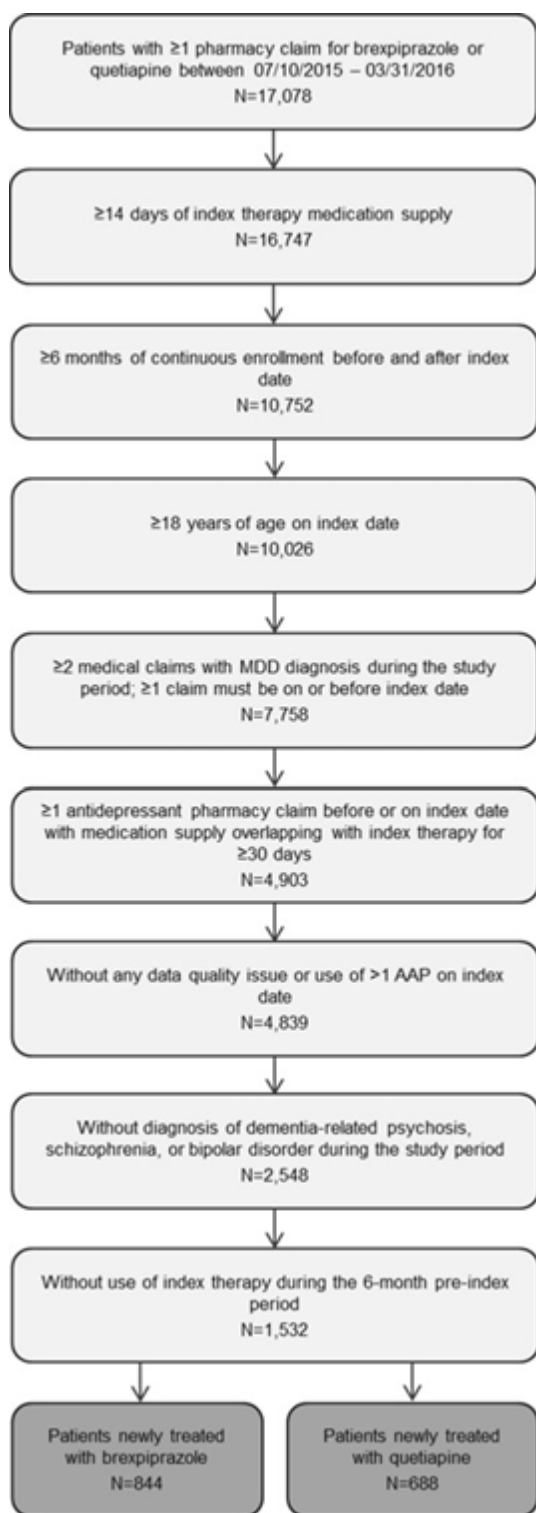 Patients with ≥1 pharmacy claim for brexpiprazole or
quetiapine between 07/10/2015 – 03/31/2016
N=17,078
≥14 days of index therapy medication supply
N=16,747
≥6 months of continuous enrollment before and after index
date
N=10,752
≥18 years of age on index date
N=10,026
≥2 medical claims with MDD diagnosis during the study
period; ≥1 claim must be on or before index date
N=7,758
≥1 antidepressant pharmacy claim before or on index date
with medication supply overlapping with index therapy for
≥30 days
N=4,903
Without any data quality issue or use of >1 AAP on index
date
N=4,839
Without diagnosis of dementia-related psychosis,
schizophrenia, or bipolar disorder during the study period
N=2,548
Without use of index therapy during the 6-month pre-index
period
N=1,532
Patients newly treated
with brexpiprazole
N=844
Patients newly treated
with quetiapine
N=688